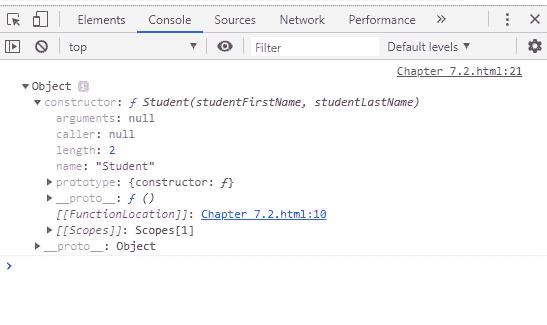 Elements Console Sources Network Performance
top Filter Default levels
Chapter 7.2.html:21
Object i
constructor: ƒ Student(studentFirstName, studentLastName)
arguments: null
caller: null
length: 2
name: "Student"
prototype: {constructor: ƒ}
__proto__: ƒ ()
[[FunctionLocation]]: Chapter 7.2.html:10
[[Scopes]]: Scopes[1]
__proto__: Object